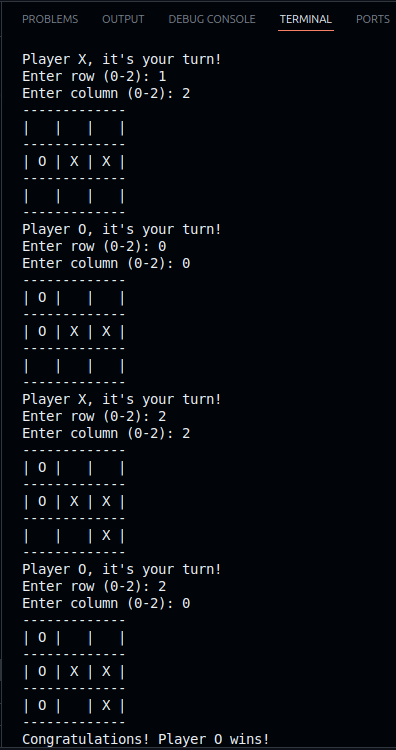 PROBLEMS OUTPUT DEBUG CONSOLE TERMINAL PORTS
Player X, it's your turn!
Enter row (0-2): 1
Enter column (0-2): 2
-------------
|   |   |   |
-------------
| O | X | X |
-------------
|   |   |   |
-------------
Player O, it's your turn!
Enter row (0-2): 0
Enter column (0-2): 0
-------------
| O |   |   |
-------------
| O | X | X |
-------------
|   |   |   |
-------------
Player X, it's your turn!
Enter row (0-2): 2
Enter column (0-2): 2
-------------
| O |   |   |
-------------
| O | X | X |
-------------
|   |   | X |
-------------
Player O, it's your turn!
Enter row (0-2): 2
Enter column (0-2): 0
-------------
| O |   |   |
-------------
| O | X | X |
-------------
| O |   | X |
-------------
Congratulations! Player O wins!